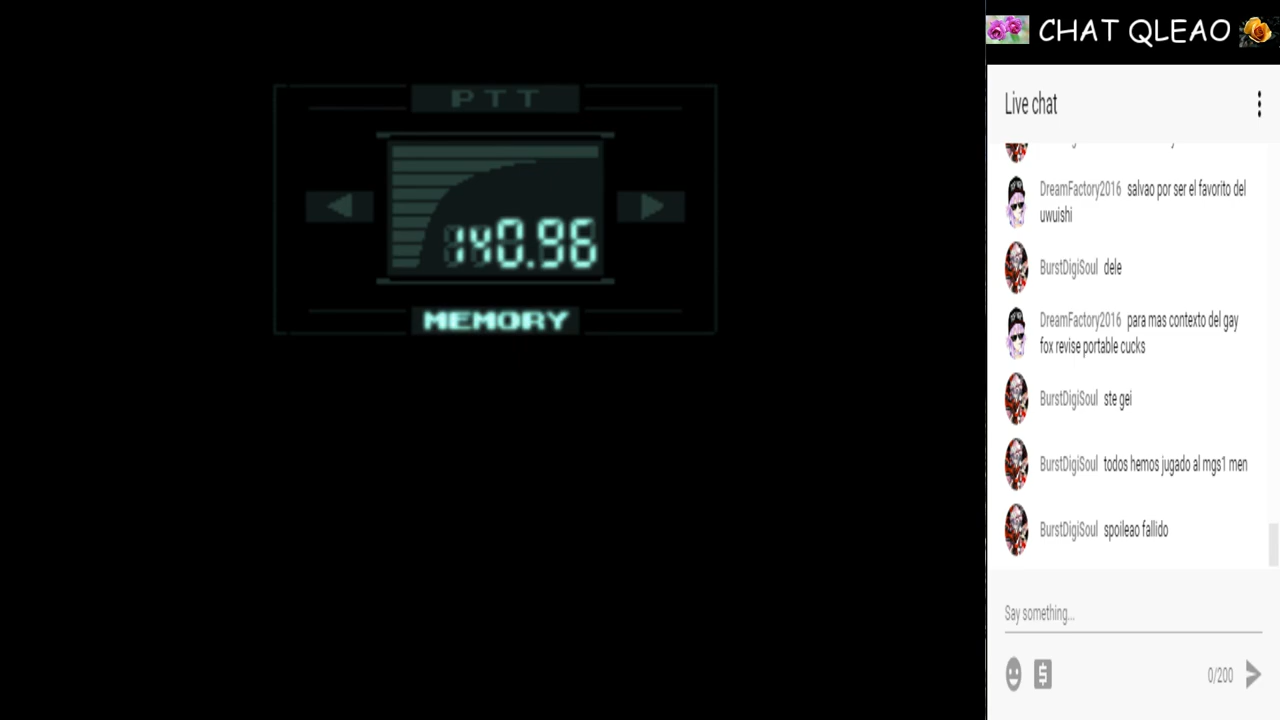 PTT
140.96
MEMORY
CHAT QLEAO
Live chat
DreamFactory2016 salvao por ser el favorito del
uwuishi
BurstDigiSoul dele
DreamFactory2016 para mas contexto del gay
fox revise portable cucks
BurstDigiSoul ste gei
BurstDigiSoul todos hemos jugado al mgs1 men
BurstDigiSoul spoileao fallido
Say something...
0/200